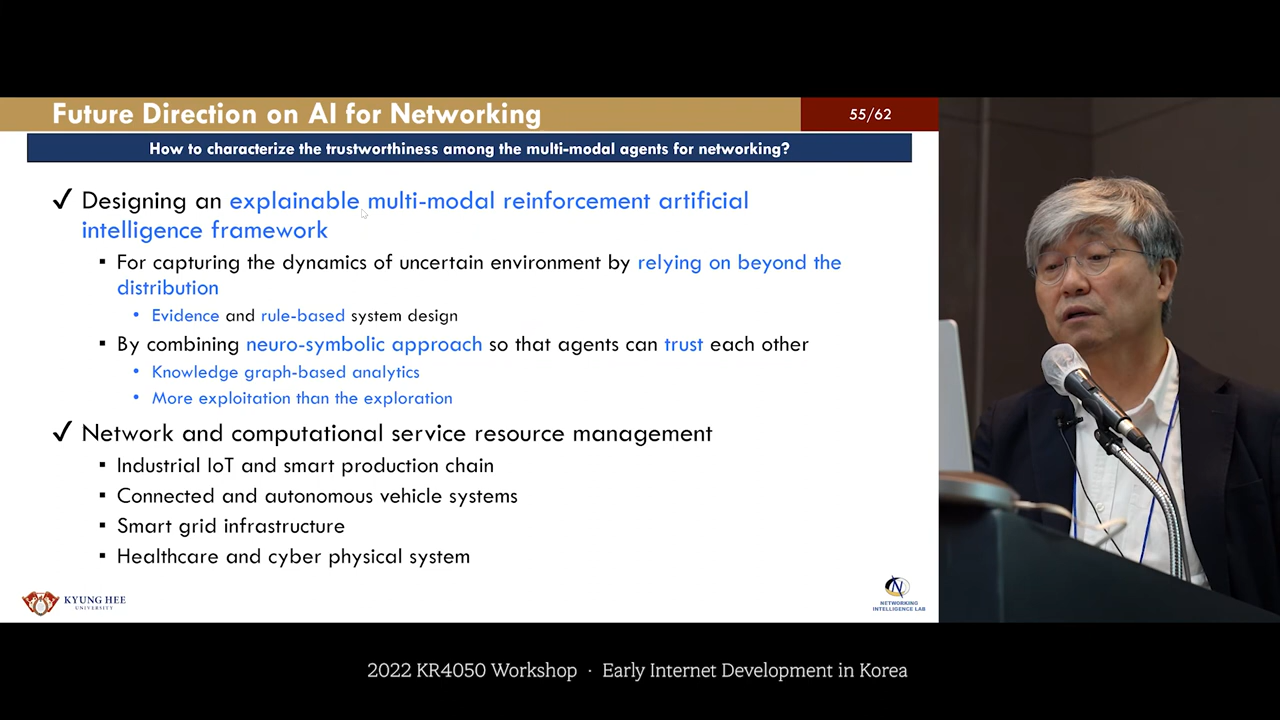 Future Direction on AI for Networking
55/62
How to characterize the trustworthiness among the multi-modal agents for networking?
✓ Designing an explainable multi-modal reinforcement artificial
intelligence framework
▪ For capturing the dynamics of uncertain environment by relying on beyond the
distribution
• Evidence and rule-based system design
▪ By combining neuro-symbolic approach so that agents can trust each other
• Knowledge graph-based analytics
• More exploitation than the exploration
✓ Network and computational service resource management
▪ Industrial IoT and smart production chain
▪ Connected and autonomous vehicle systems
▪ Smart grid infrastructure
▪ Healthcare and cyber physical system
KYUNG HEE
UNIVERSITY
NETWORKING
INTELLIGENCE LAB
2022 KR4050 Workshop · Early Internet Development in Korea